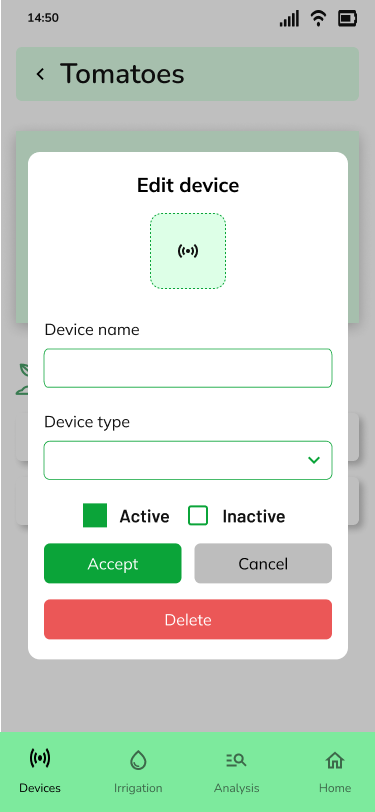 14:50
Tomatoes
Edit device
Device name
Device type
Active Inactive
Accept Cancel
Delete
Devices Irrigation Analysis Home